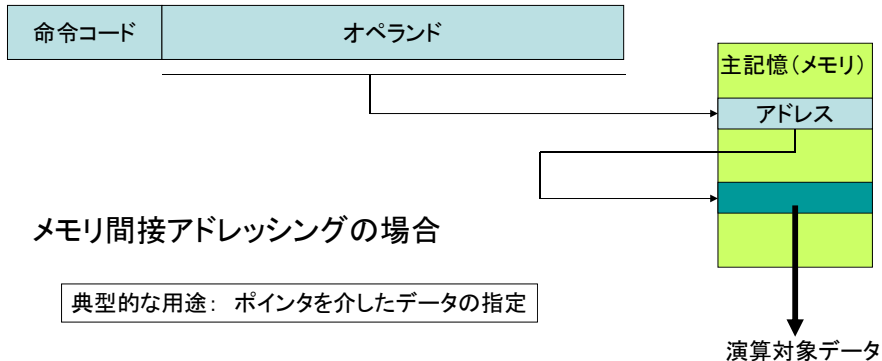 命令コード
オペランド
主記憶(メモリ)
アドレス
メモリ間接アドレッシングの場合
典型的な用途: ポインタを介したデータの指定
演算対象データ